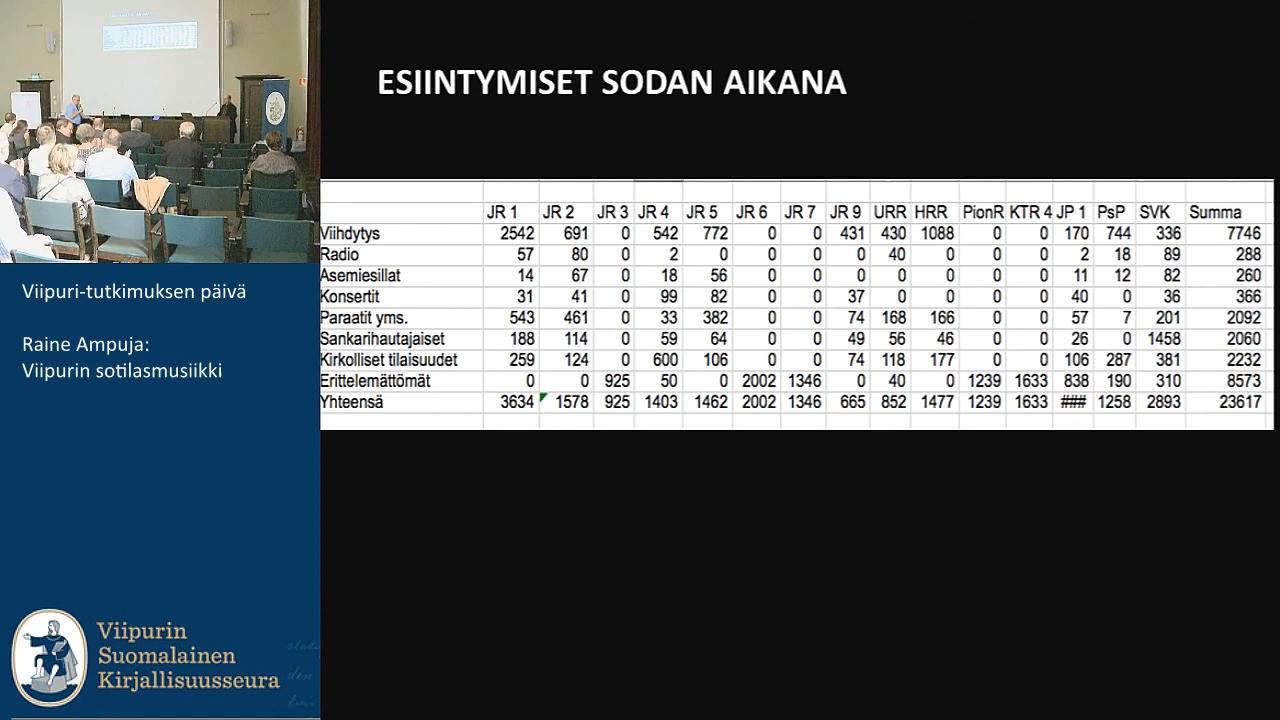 ESIINTYMISET SODAN AIKANA
JR 1 JR 2 JR 3 JR 4 JR 5 JR 6 JR 7 JR 9 URR HRR PionR KTR 4 JP 1 PsP SVK Summa
Viihdytys 2542 691 0 542 772 0 0 431 430 1088 0 0 170 744 336 7746
Radio 57 80 0 2 0 0 0 0 40 0 0 0 2 18 89 288
Asemiesillat 14 67 0 18 56 0 0 0 0 0 0 0 11 12 82 260
Konsertit 31 41 0 99 82 0 0 37 0 0 0 0 40 0 36 366
Paraatit yms. 543 461 0 33 382 0 0 74 168 166 0 0 57 7 201 2092
Sankarihautajaiset 188 114 0 59 64 0 0 49 56 46 0 0 26 0 1458 2060
Kirkolliset tilaisuudet 259 124 0 600 106 0 0 74 118 177 0 0 106 287 381 2232
Erittelemättömät 0 0 925 50 0 2002 1346 0 40 0 1239 1633 838 190 310 8573
Yhteensä 3634 1578 925 1403 1462 2002 1346 665 852 1477 1239 1633 ### 1258 2893 23617
Viipuri-tutkimuksen päivä
Raine Ampuja:
Viipurin sotilasmusiikki
Viipurin
Suomalainen
Kirjallisuusseura